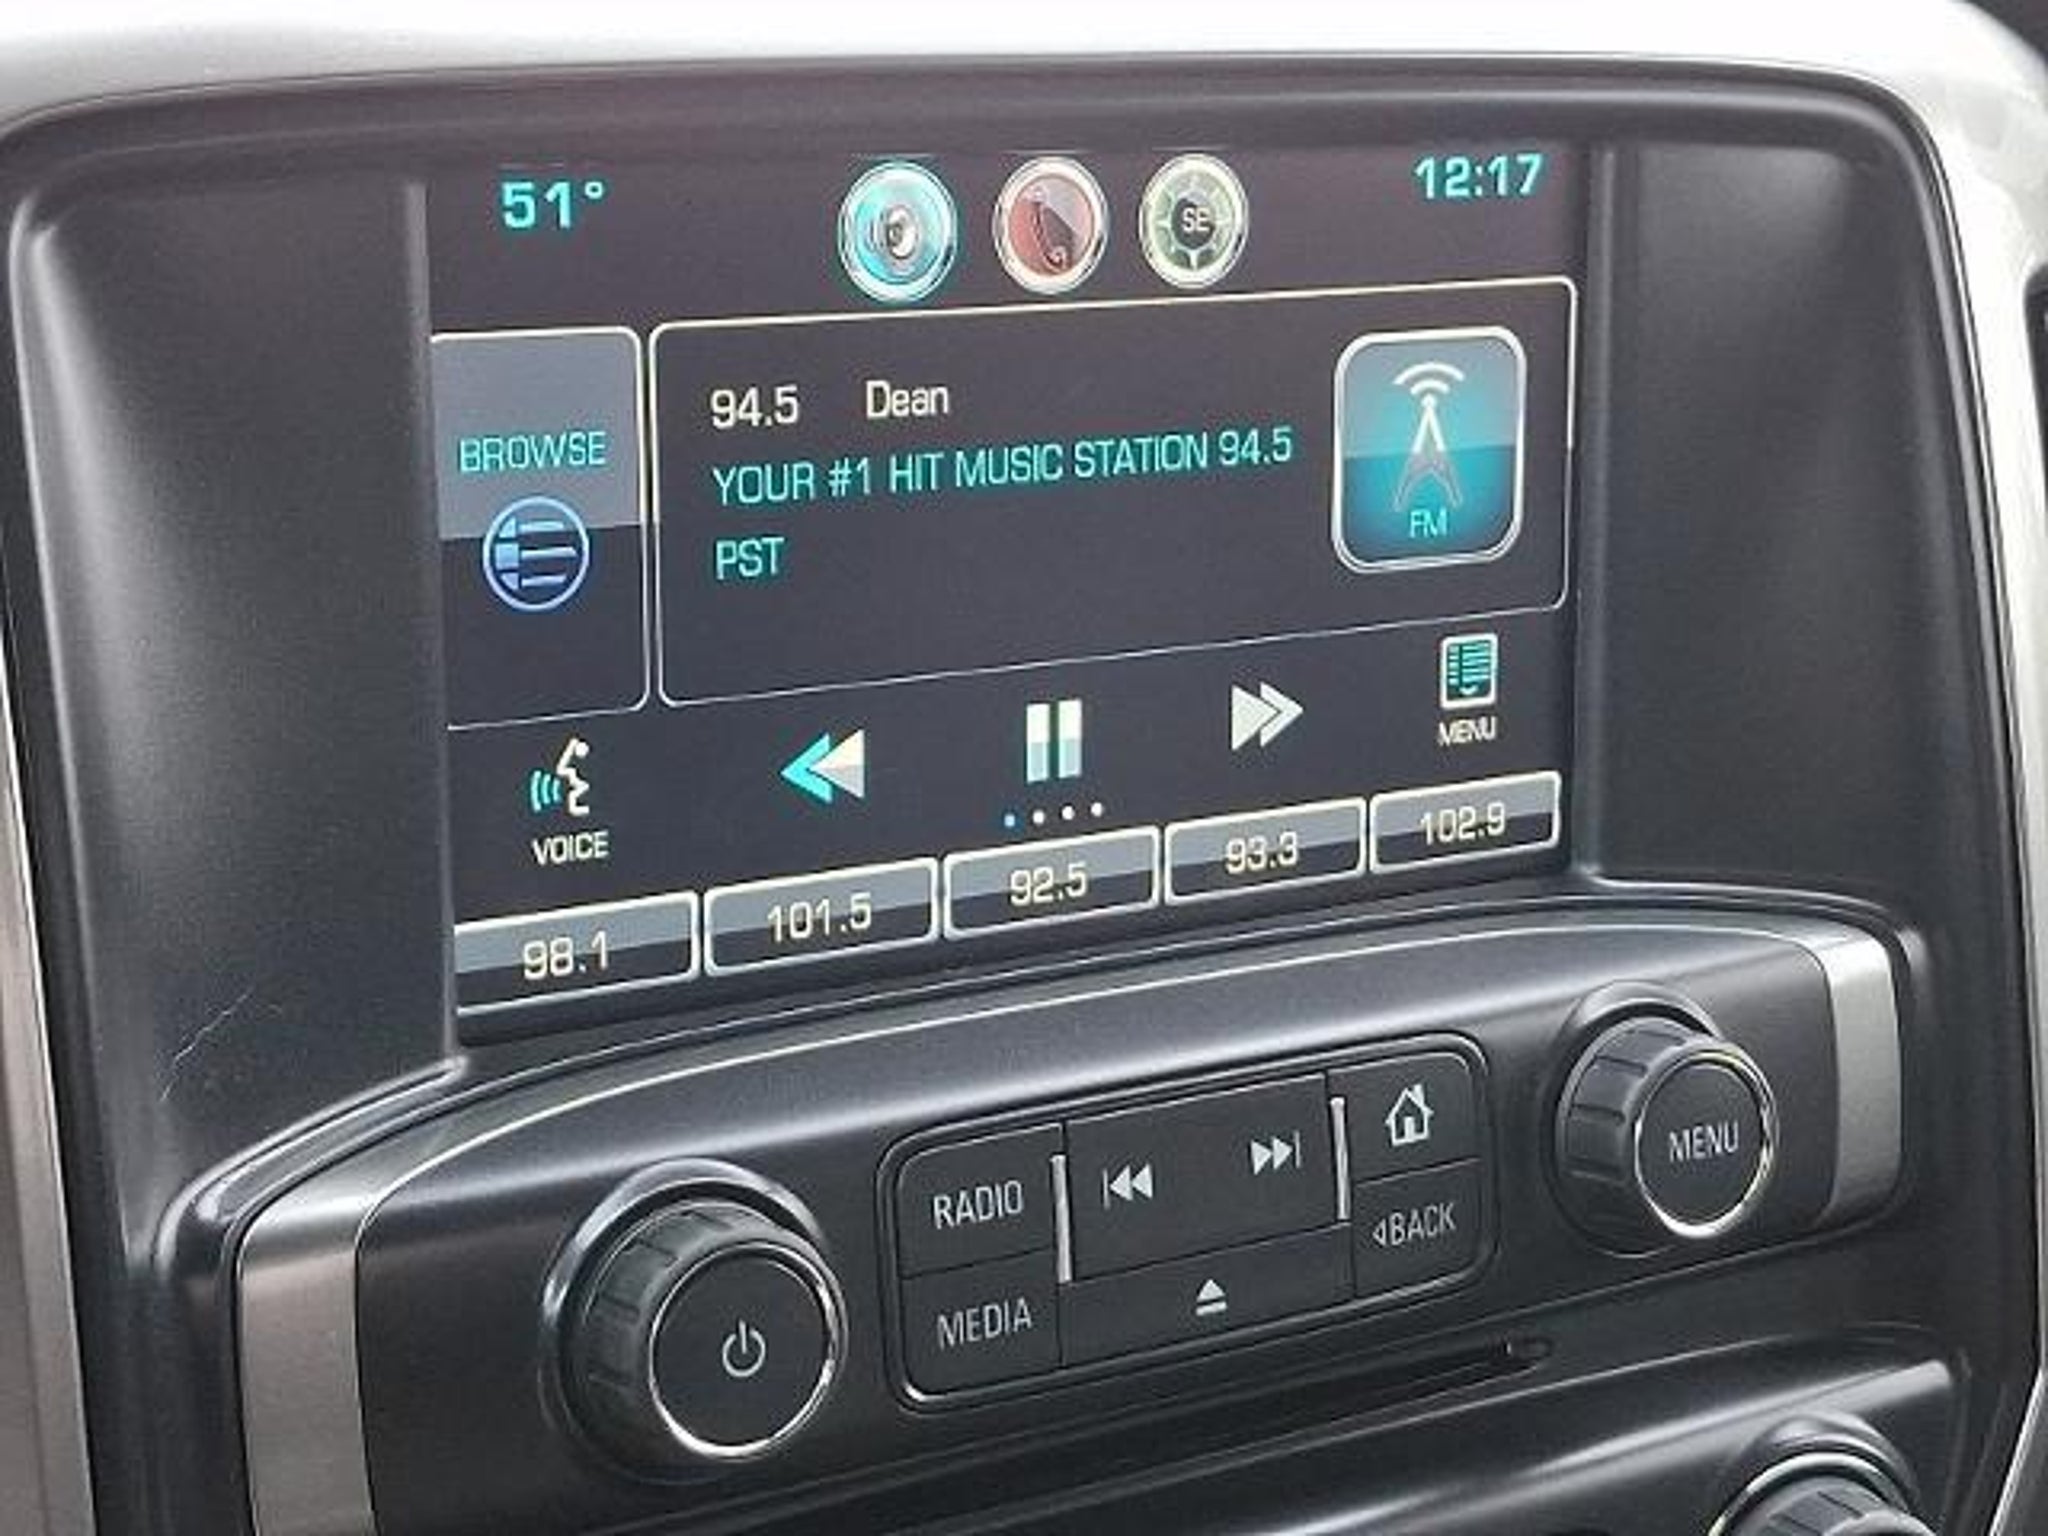 51°
SE
12:17
BROWSE
94.5 Dean
YOUR #1 HIT MUSIC STATION 94.5
PST
FM
VOICE
MENU
98.1
101.5
92.5
93.3
102.9
RADIO
MEDIA
BACK
MENU